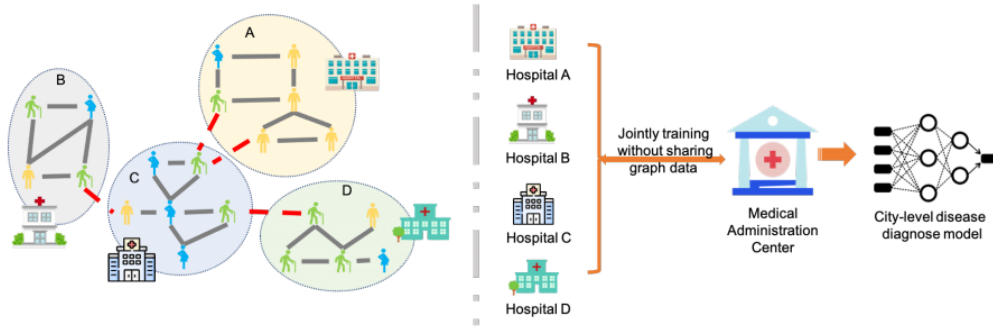 A
B
C
D
Hospital A
Hospital B
Hospital C
Hospital D
Jointly training
without sharing
graph data
Medical
Administration
Center
City-level disease
diagnose model